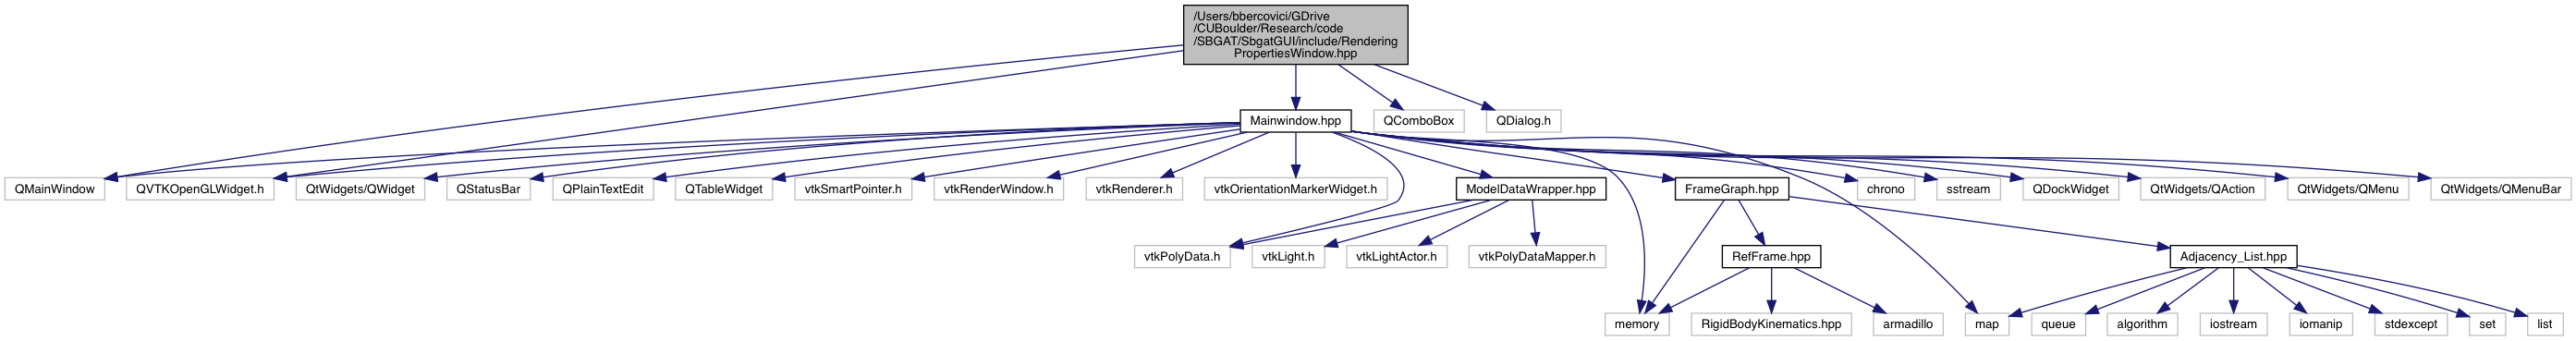 /Users/bbercovici/GDrive
/CUBoulder/Research/code
/SBGAT/SbgatGUI/include/Rendering
PropertiesWindow.hpp
Mainwindow.hpp
QComboBox
QDialog.h
QMainWindow
QVTKOpenGLWidget.h
QtWidgets/QWidget
QStatusBar
QPlainTextEdit
QTableWidget
vtkSmartPointer.h
vtkRenderWindow.h
vtkRenderer.h
vtkOrientationMarkerWidget.h
ModelDataWrapper.hpp
FrameGraph.hpp
chrono
sstream
QDockWidget
QtWidgets/QAction
QtWidgets/QMenu
QtWidgets/QMenuBar
vtkPolyData.h
vtkLight.h
vtkLightActor.h
vtkPolyDataMapper.h
RefFrame.hpp
Adjacency_List.hpp
memory
RigidBodyKinematics.hpp
armadillo
map
queue
algorithm
iostream
iomanip
stdexcept
set
list